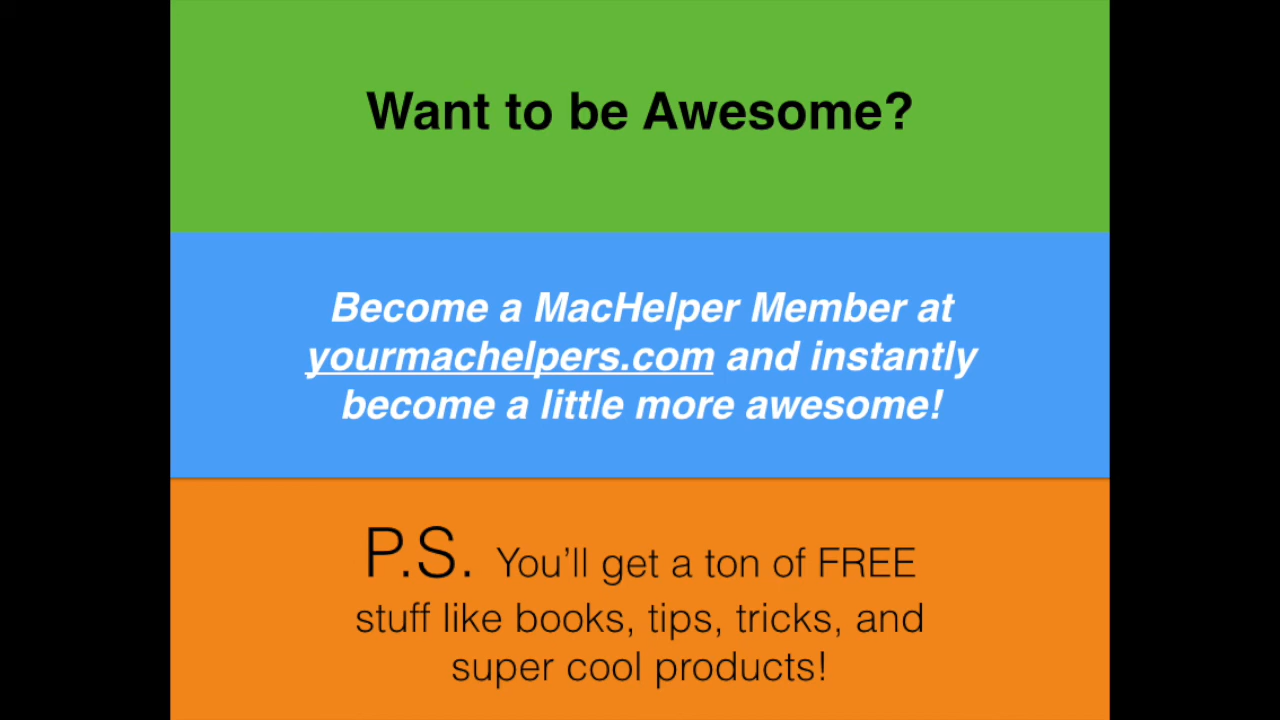 Want to be Awesome?
Become a MacHelper Member at
yourmachelpers.com and instantly
become a little more awesome!
P.S. You’ll get a ton of FREE
stuff like books, tips, tricks, and
super cool products!